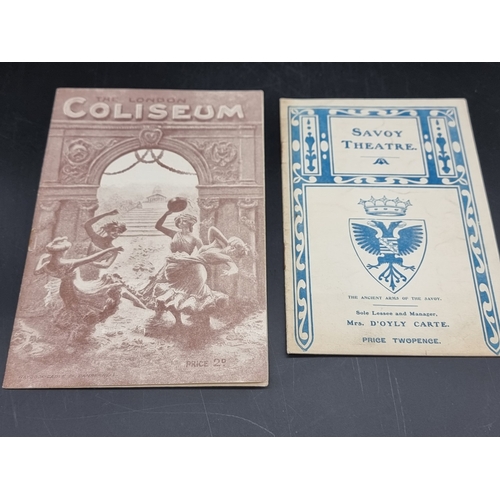 THE LONDON
COLISEUM
PRICE 2D
SAVOY
THEATRE.
THE ANCIENT ARMS OF THE SAVOY.
Sole Lessee and Manager,
Mrs. D'OYLY CARTE.
PRICE TWOPENCE.